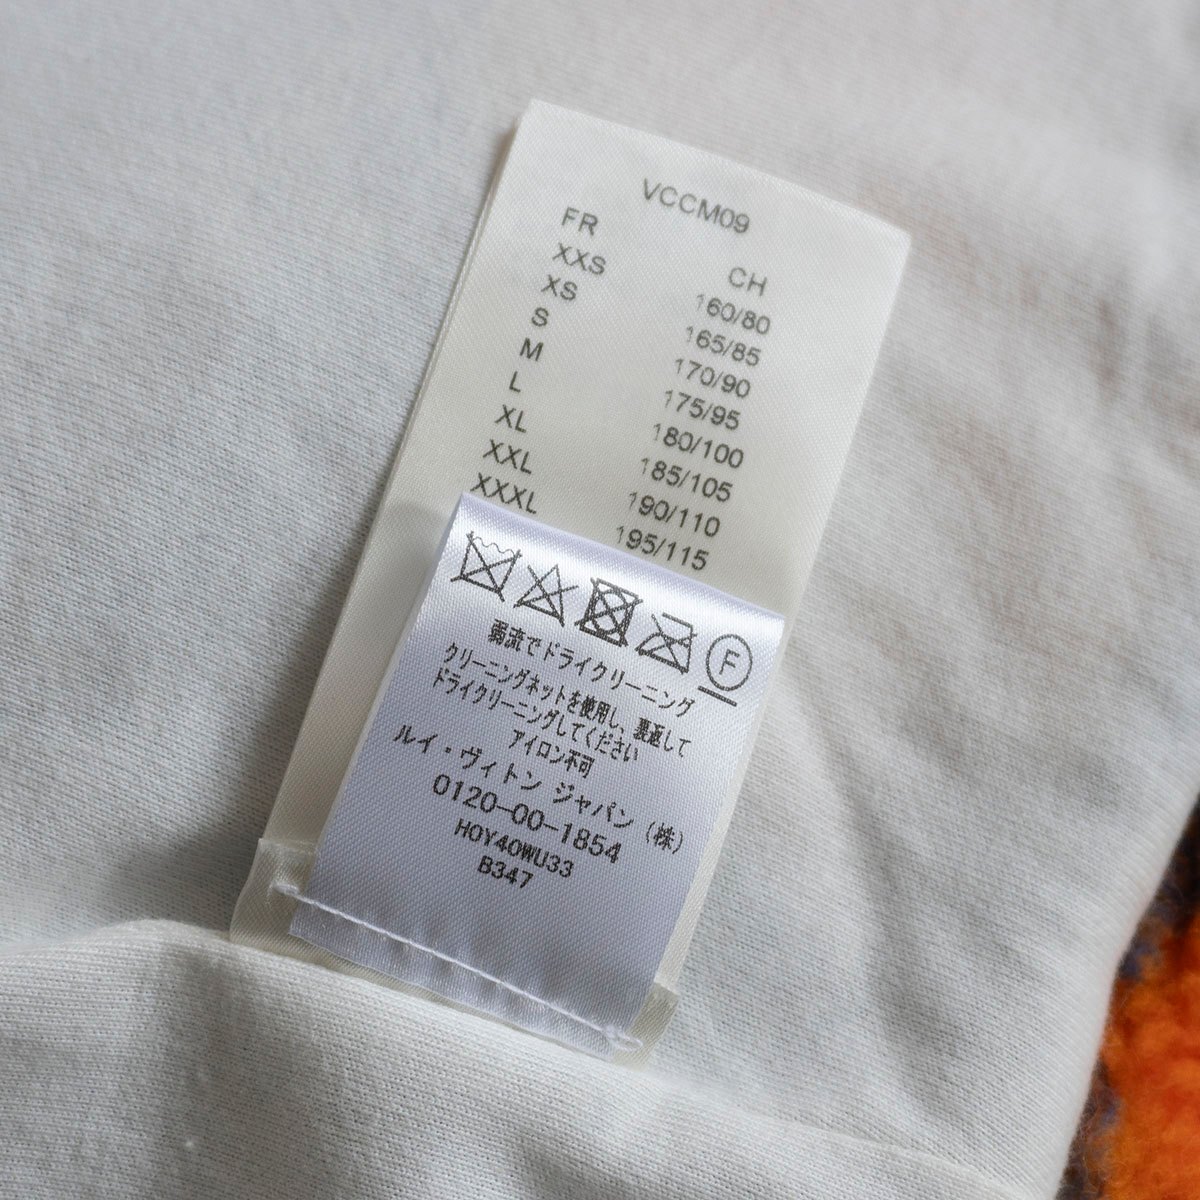 VCCM09
FR CH
XXS 160/80
XS 165/85
S 170/90
M 175/95
L 180/100
XL 185/105
XXL 190/110
XXXL 195/115
F
弱流でドライクリーニング
クリーニングネットを使用し、裏返して
ドライクリーニングしてください
アイロン不可
ルイ・ヴィトン ジャパン（株）
0120-00-1854
H0Y40WU33
B347